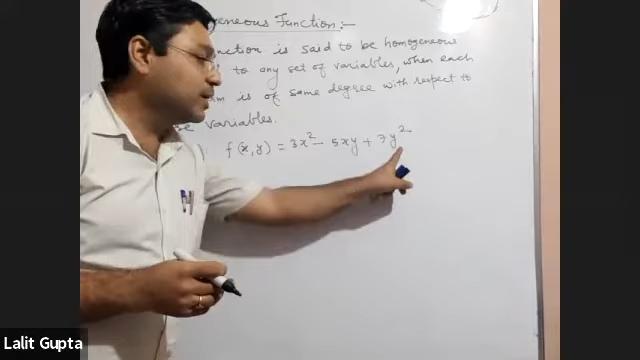 geneous Function:-
nction is said to be homogeneous
to any set of variables, when each
m is of same degree with respect to
se variables.
f(x, y) = 3x² - 5xy + 7y²
Lalit Gupta